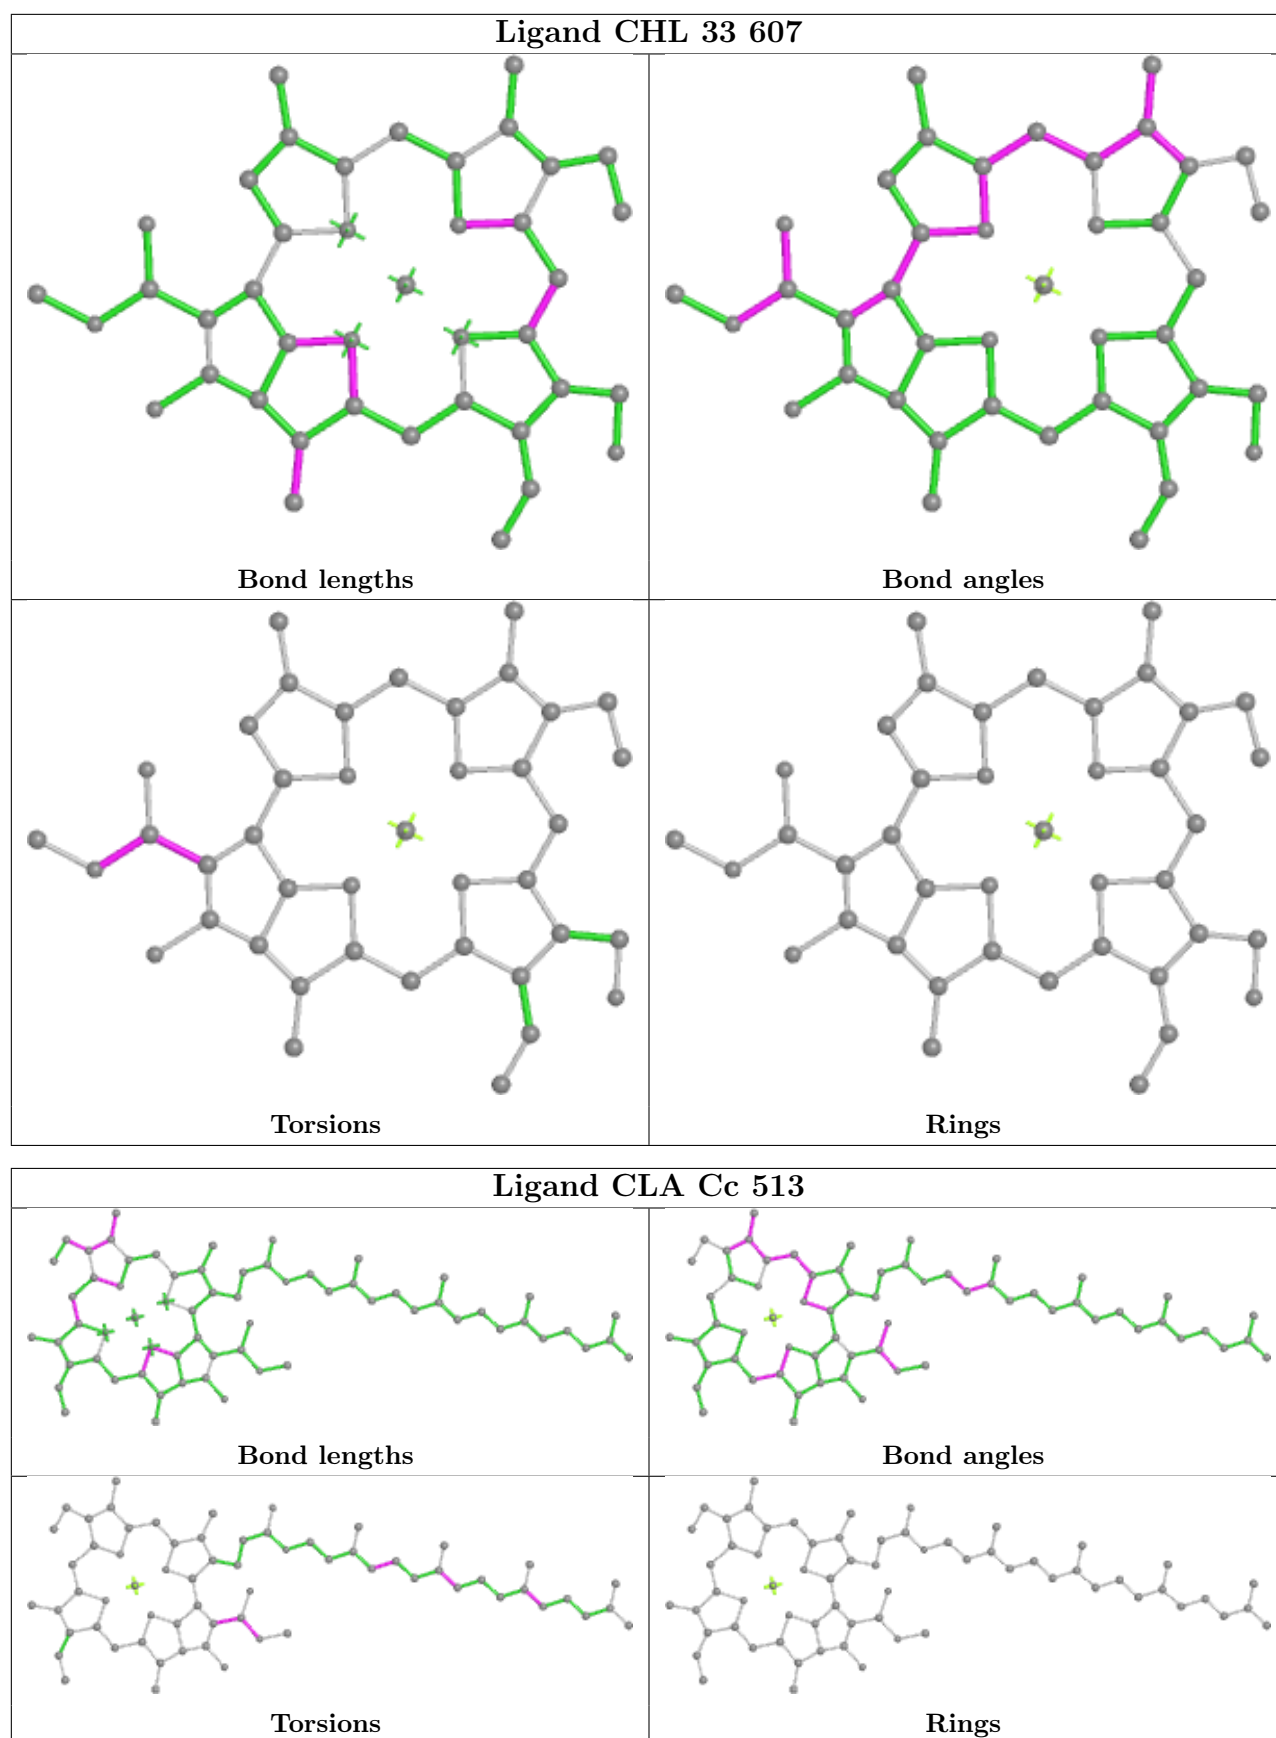 Ligand CHL 33 607
Bond lengths
Bond angles
Torsions
Rings
Ligand CLA Cc 513
Bond lengths
Bond angles
Torsions
Rings